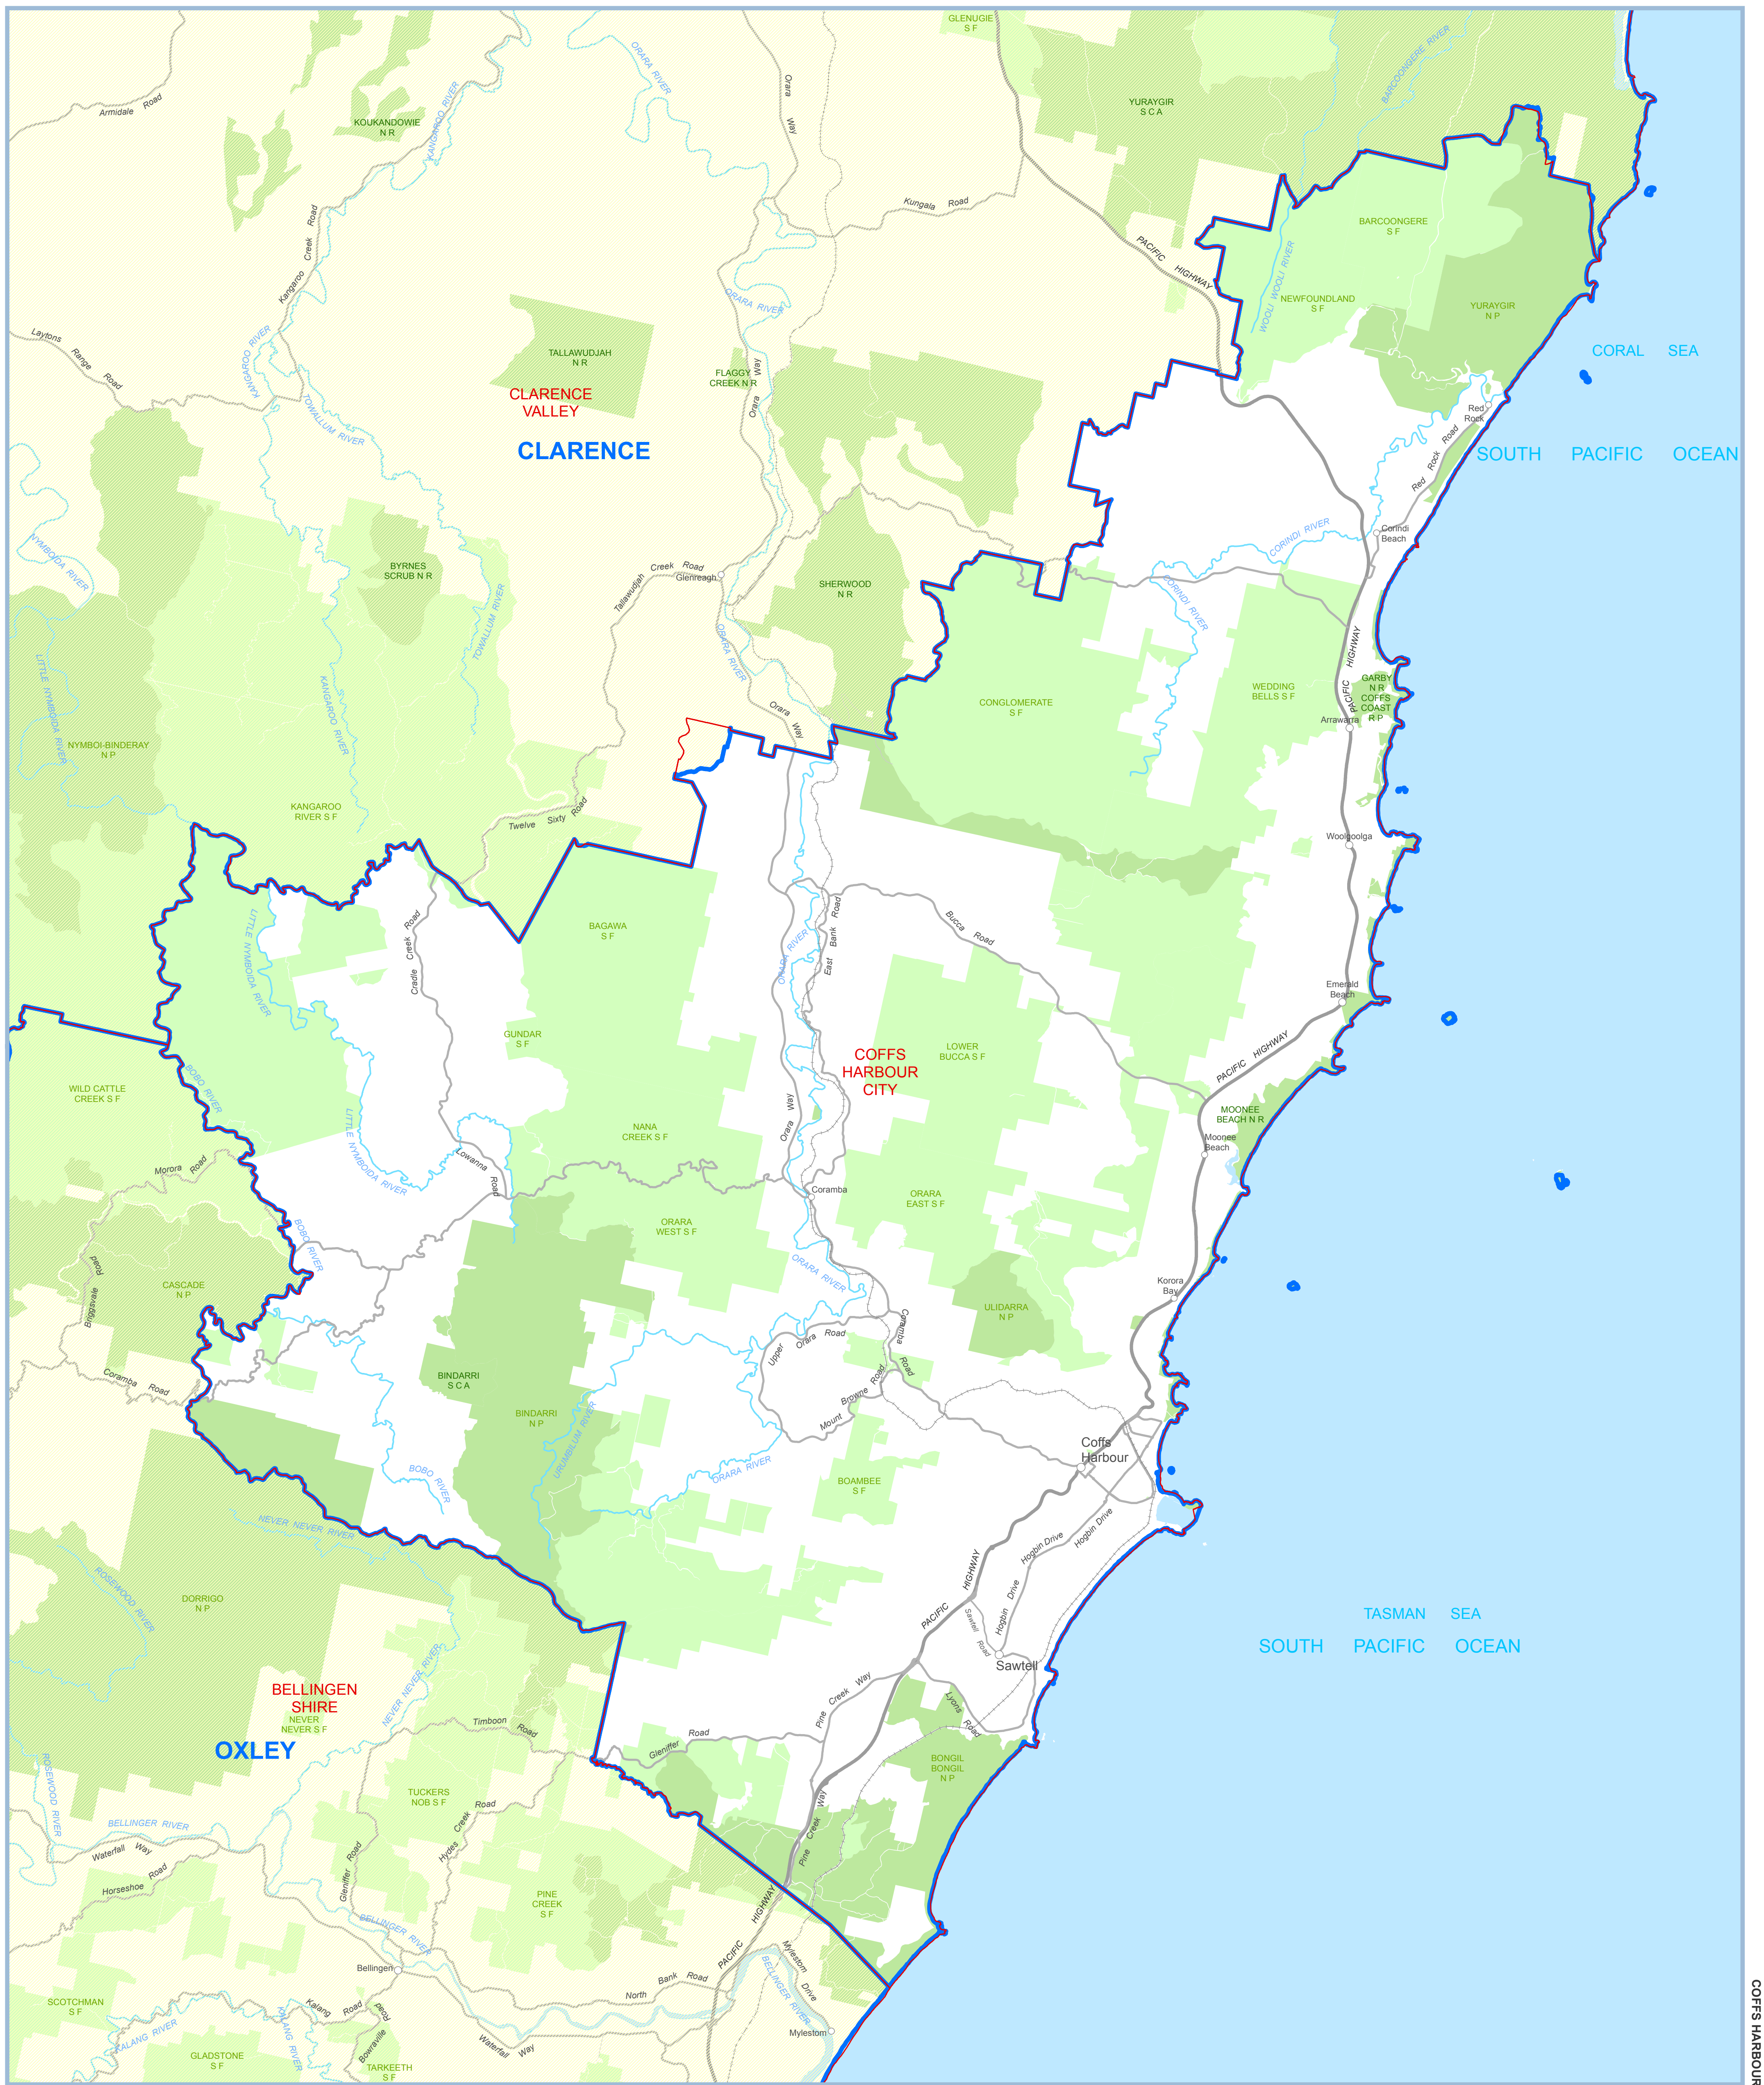 GLENUGIE
S F
ORARA RIVER
BARCOONGERE RIVER
Armidale Road
KOUKANDOWIE
N R
KANGAROO RIVER
Orara Way
YURAYGIR
S C A
Kangaroo Creek Road
Kungala Road
BARCOONGERE
S F
PACIFIC HIGHWAY
WOOLI WOOLI RIVER
NEWFOUNDLAND
S F
YURAYGIR
N P
ORARA RIVER
Laytons Range Road
KANGAROO RIVER
TALLAWUDJAH
N R
FLAGGY
CREEK N R
Orara Way
CORAL SEA
CLARENCE
VALLEY
TOWALLUM RIVER
CLARENCE
Red
Rock
Red Rock Road
SOUTH PACIFIC OCEAN
NYMBOIDA RIVER
CORINDI RIVER
Corindi
Beach
BYRNES
SCRUB N R
Tallawudjah Creek Road
Glenreagh
SHERWOOD
N R
CORINDI RIVER
TOWALLUM RIVER
ORARA RIVER
LITTLE NYMBOIDA RIVER
KANGAROO RIVER
CONGLOMERATE
S F
WEDDING
BELLS S F
PACIFIC HIGHWAY
GARBY
N R
COFFS
COAST
R P
Arrawarra
Orara Way
NYMBOI-BINDERAY
N P
KANGAROO
RIVER S F
Twelve Sixty Road
Woolgoolga
LITTLE NYMBOIDA RIVER
Cradle Creek Road
BAGAWA
S F
ORARA RIVER
East Bank Road
Bucca Road
Emerald
Beach
GUNDAR
S F
COFFS
HARBOUR
CITY
LOWER
BUCCA S F
PACIFIC HIGHWAY
WILD CATTLE
CREEK S F
BOBO RIVER
LITTLE NYMBOIDA RIVER
NANA
CREEK S F
Orara Way
MOONEE
BEACH N R
Moonee
Beach
Morora Road
Lowanna Road
Coramba
ORARA
WEST S F
ORARA
EAST S F
BOBO RIVER
ORARA RIVER
CASCADE
N P
Briggsvale Road
Korora
Bay
ULIDARRA
N P
Coramba Road
Upper Orara Road
Coramba Road
BINDARRI
S C A
BINDARRI
N P
Mount Browne Road
URUMBILUM RIVER
Coffs
Harbour
BOBO RIVER
ORARA RIVER
BOAMBEE
S F
NEVER NEVER RIVER
Hogbin Drive
Hogbin Drive
ROSEWOOD RIVER
DORRIGO
N P
PACIFIC HIGHWAY
Hogbin Drive
Sawtell Road
TASMAN SEA
SOUTH PACIFIC OCEAN
Sawtell
NEVER NEVER RIVER
BELLINGEN
SHIRE
NEVER
NEVER S F
Timboon Road
Pine Creek Way
Lyons Road
OXLEY
Gleniffer Road
BONGIL
BONGIL
N P
ROSEWOOD RIVER
TUCKERS
NOB S F
Hydes Creek Road
Pine Creek Way
BELLINGER RIVER
Waterfall Way
Horseshoe Road
Gleniffer Road
PINE
CREEK
S F
PACIFIC HIGHWAY
BELLINGER RIVER
Bellingen
North Bank Road
Mylestom Drive
BELLINGER RIVER
SCOTCHMAN
S F
KALANG RIVER
Kalang Road
KALANG RIVER
Bowraville Road
Waterfall Way
Mylestom
GLADSTONE
S F
TARKEETH
S F
COFFS HARBOUR